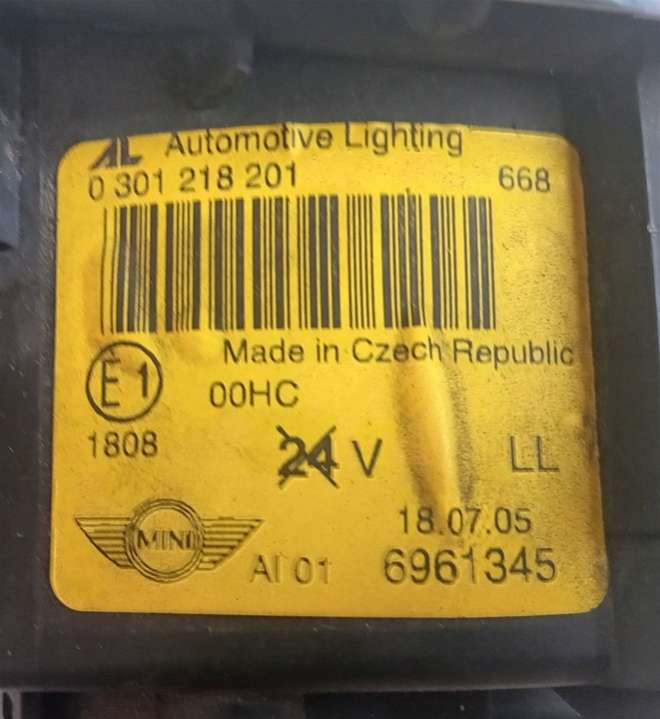 AL Automotive Lighting
0 301 218 201 668
Made in Czech Republic
E1 00HC
1808 24 V LL
18.07.05
MINI AI 01 6961345